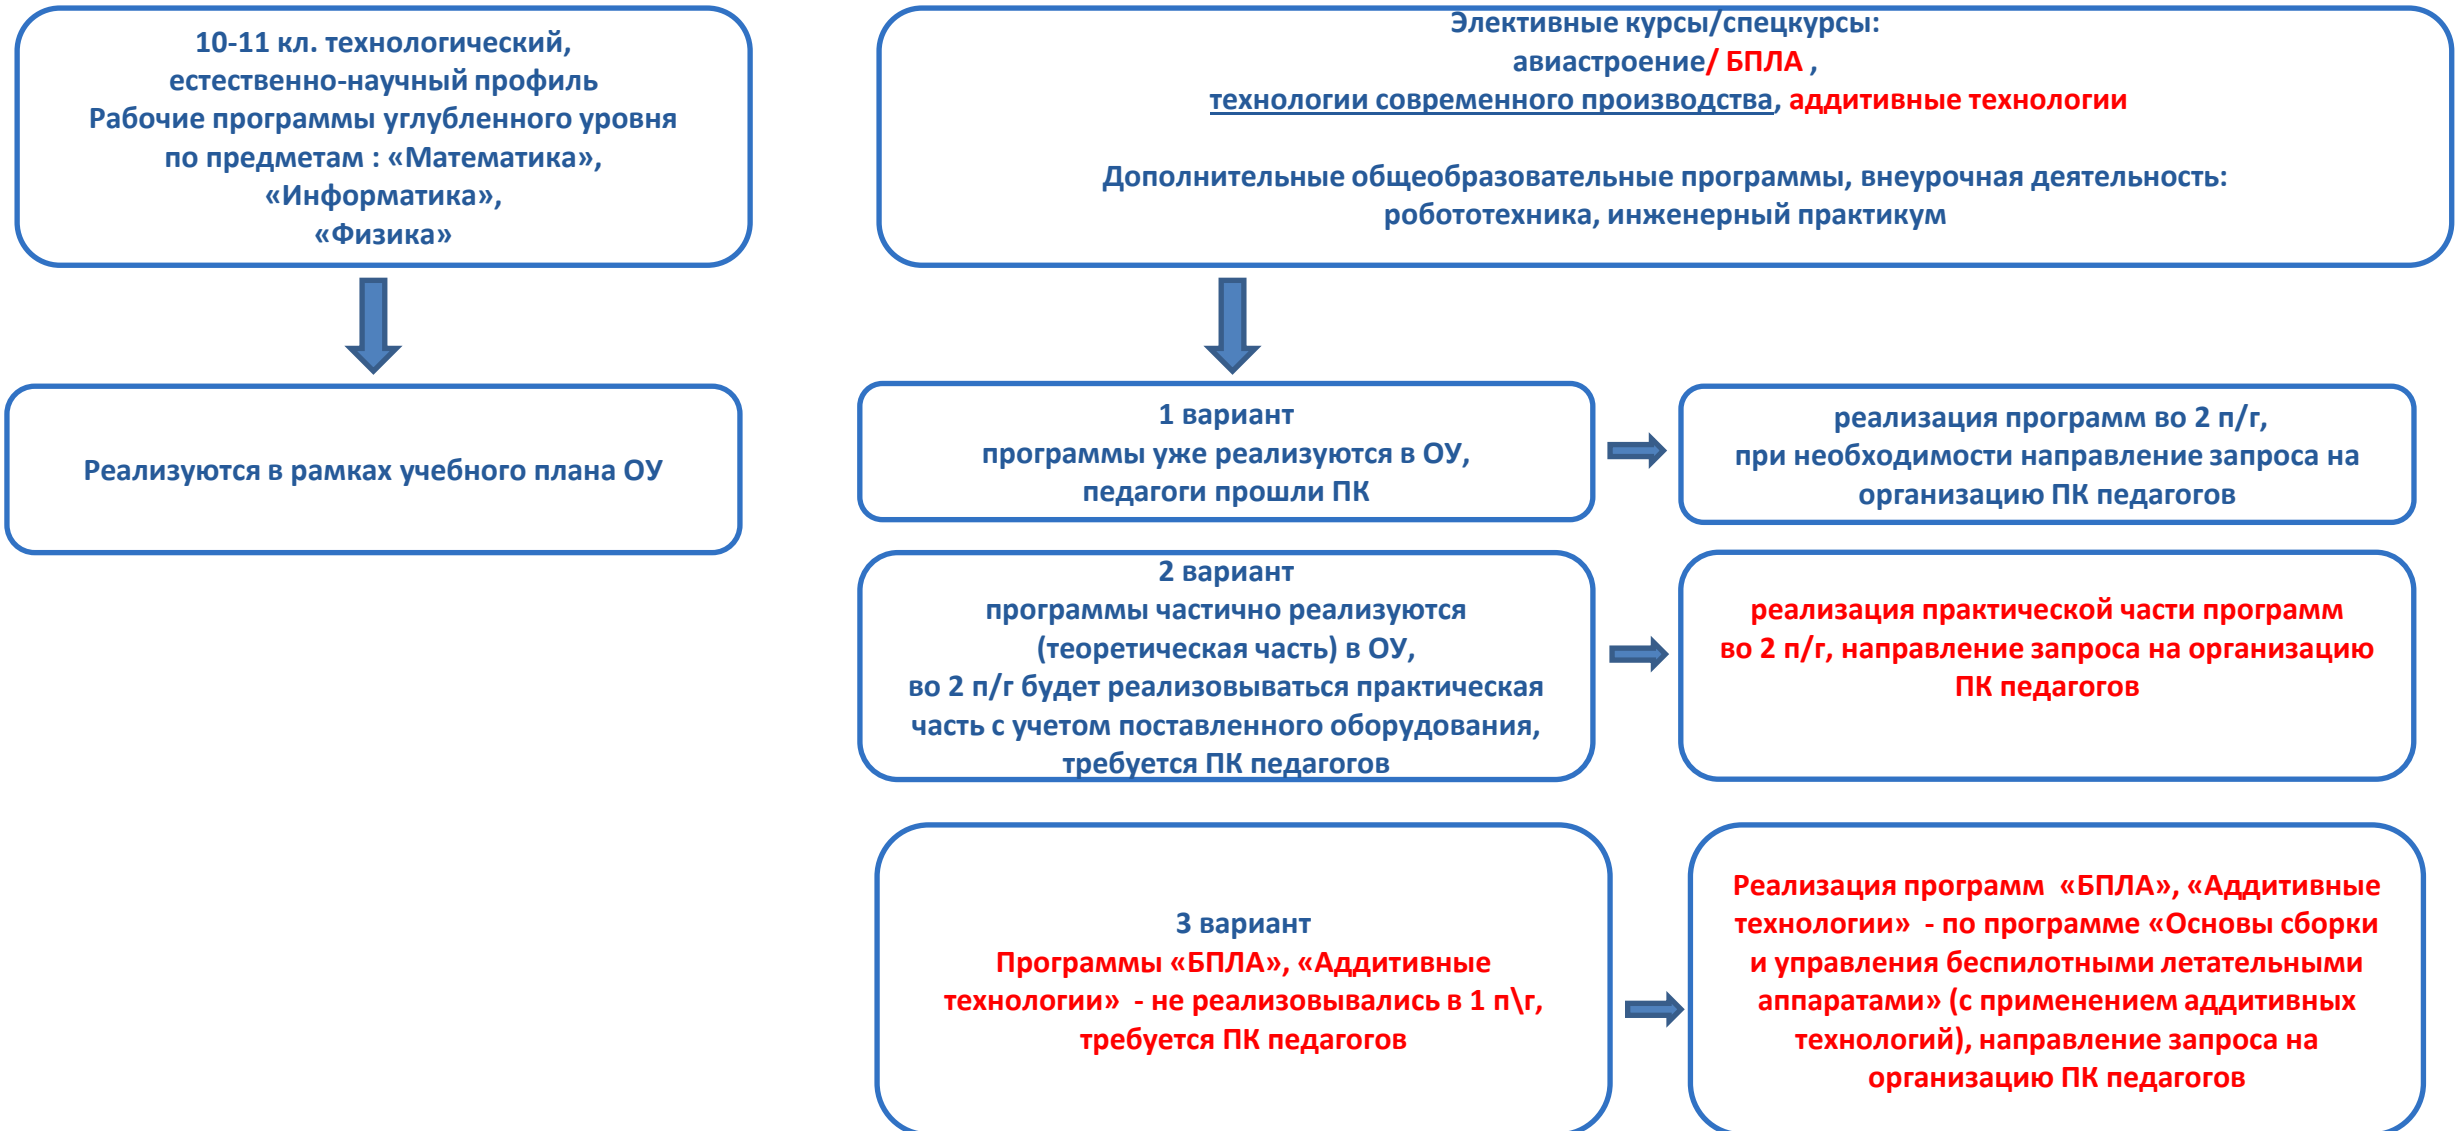 10-11 кл. технологический,
естественно-научный профиль
Рабочие программы углубленного уровня
по предметам : «Математика»,
«Информатика»,
«Физика»
Элективные курсы/спецкурсы:
авиастроение/ БПЛА ,
технологии современного производства, аддитивные технологии
Дополнительные общеобразовательные программы, внеурочная деятельность:
робототехника, инженерный практикум
Реализуются в рамках учебного плана ОУ
1 вариант
программы уже реализуются в ОУ,
педагоги прошли ПК
реализация программ во 2 п/г,
при необходимости направление запроса на
организацию ПК педагогов
2 вариант
программы частично реализуются
(теоретическая часть) в ОУ,
во 2 п/г будет реализовываться практическая
часть с учетом поставленного оборудования,
требуется ПК педагогов
реализация практической части программ
во 2 п/г, направление запроса на организацию
ПК педагогов
3 вариант
Программы «БПЛА», «Аддитивные
технологии» - не реализовывались в 1 п\г,
требуется ПК педагогов
Реализация программ «БПЛА», «Аддитивные
технологии» - по программе «Основы сборки
и управления беспилотными летательными
аппаратами» (с применением аддитивных
технологий), направление запроса на
организацию ПК педагогов